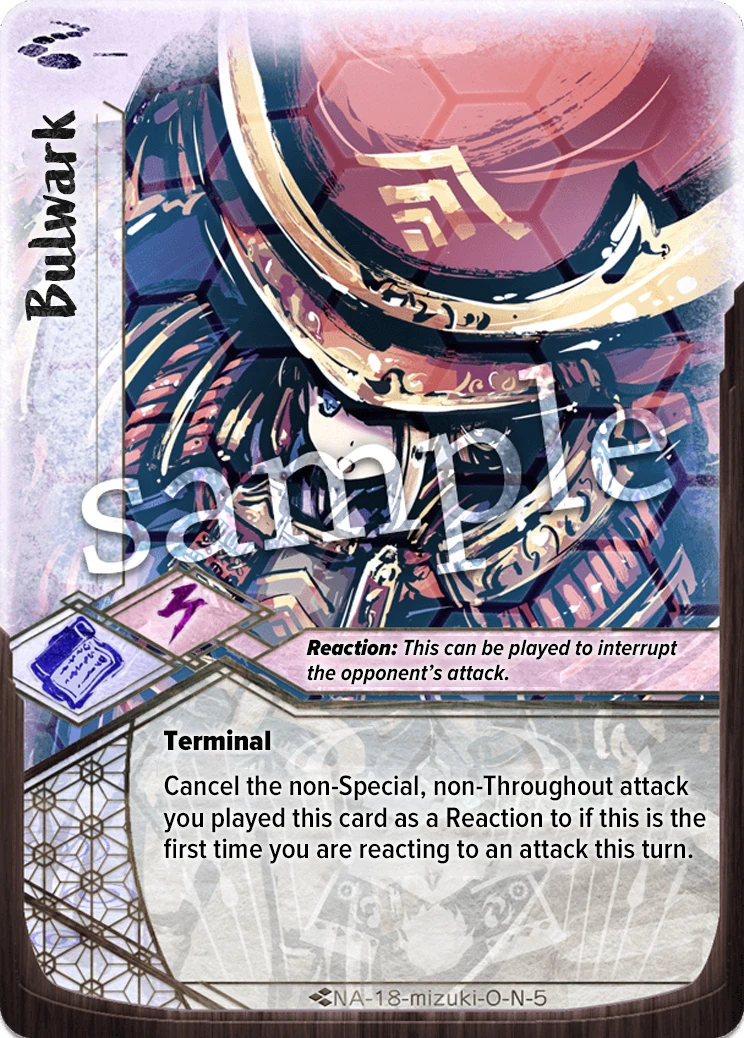 Bulwark
sample
Reaction: This can be played to interrupt
the opponent's attack.
Terminal
Cancel the non-Special, non-Throughout attack
you played this card as a Reaction to if this is the
first time you are reacting to an attack this turn.
NA-18-mizuki-O-N-5